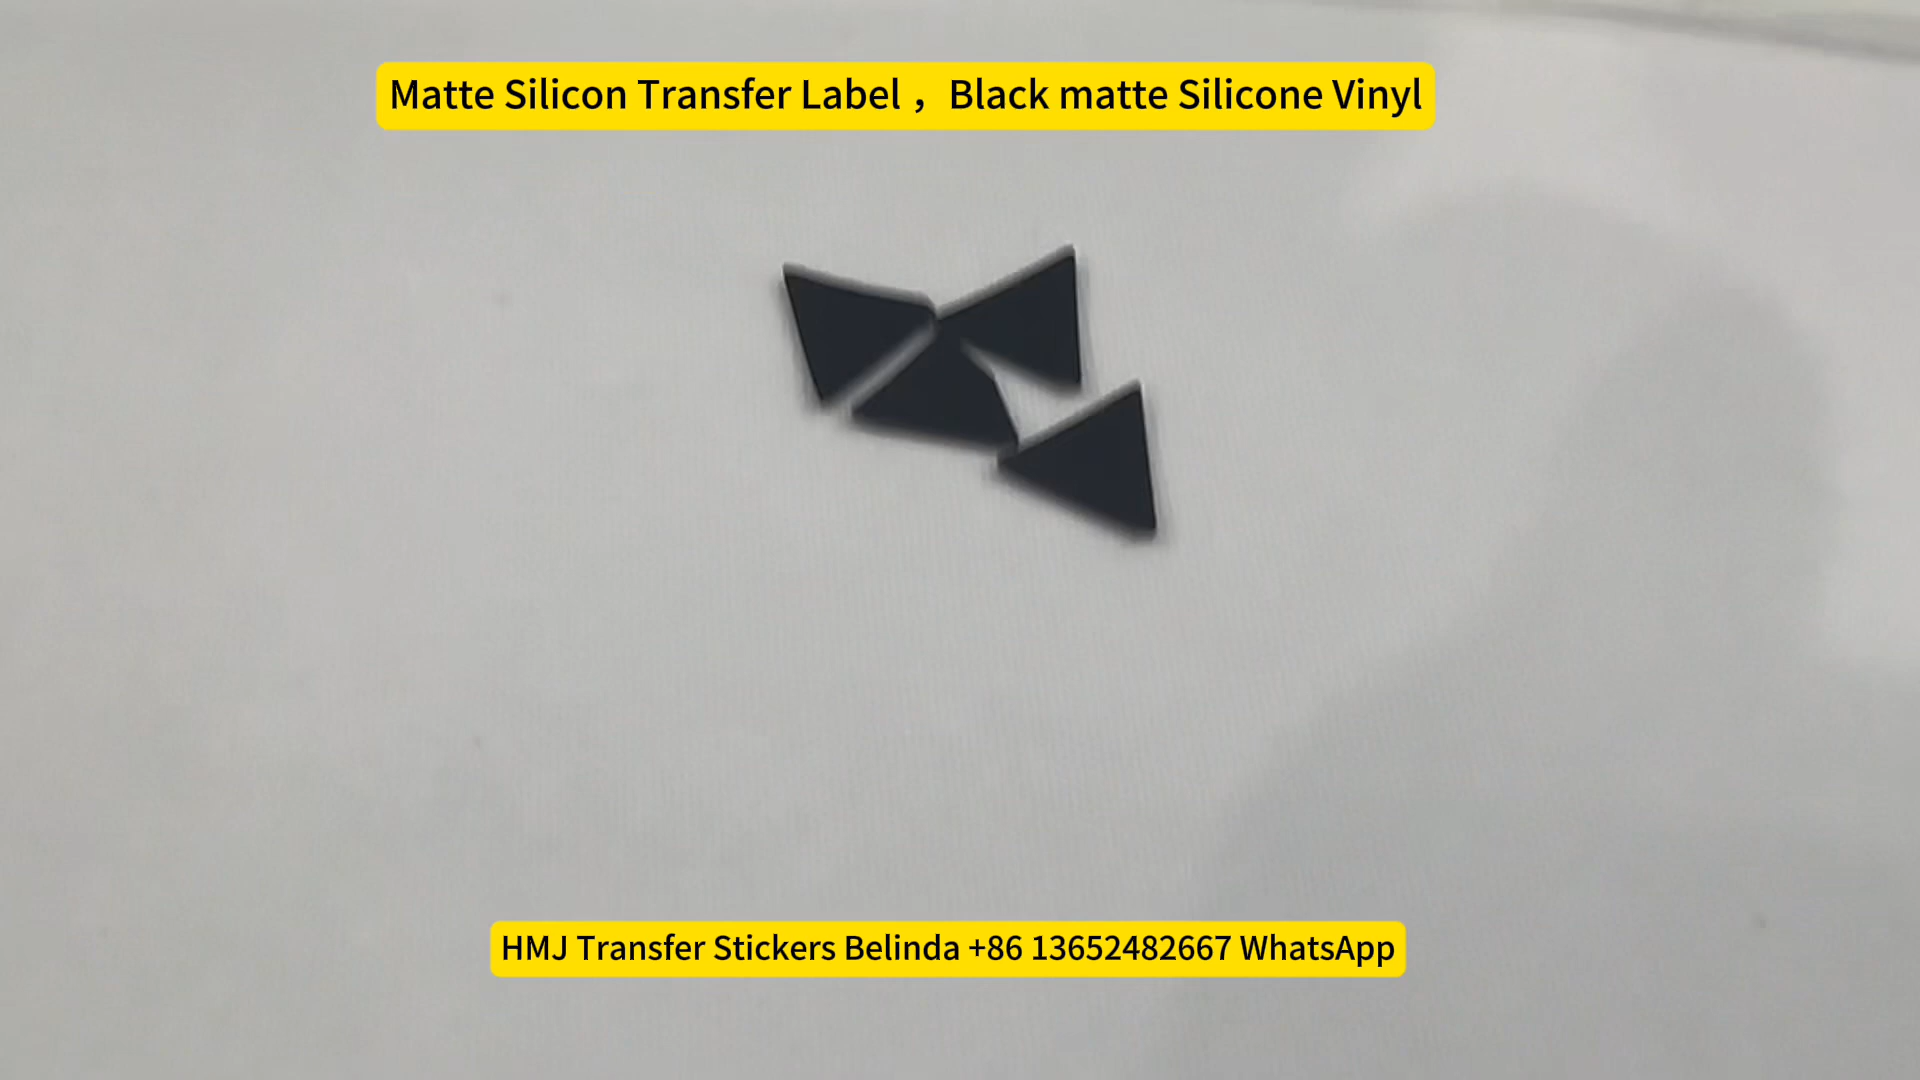 Matte Silicon Transfer Label ，Black matte Silicone Vinyl
HMJ Transfer Stickers Belinda +86 13652482667 WhatsApp